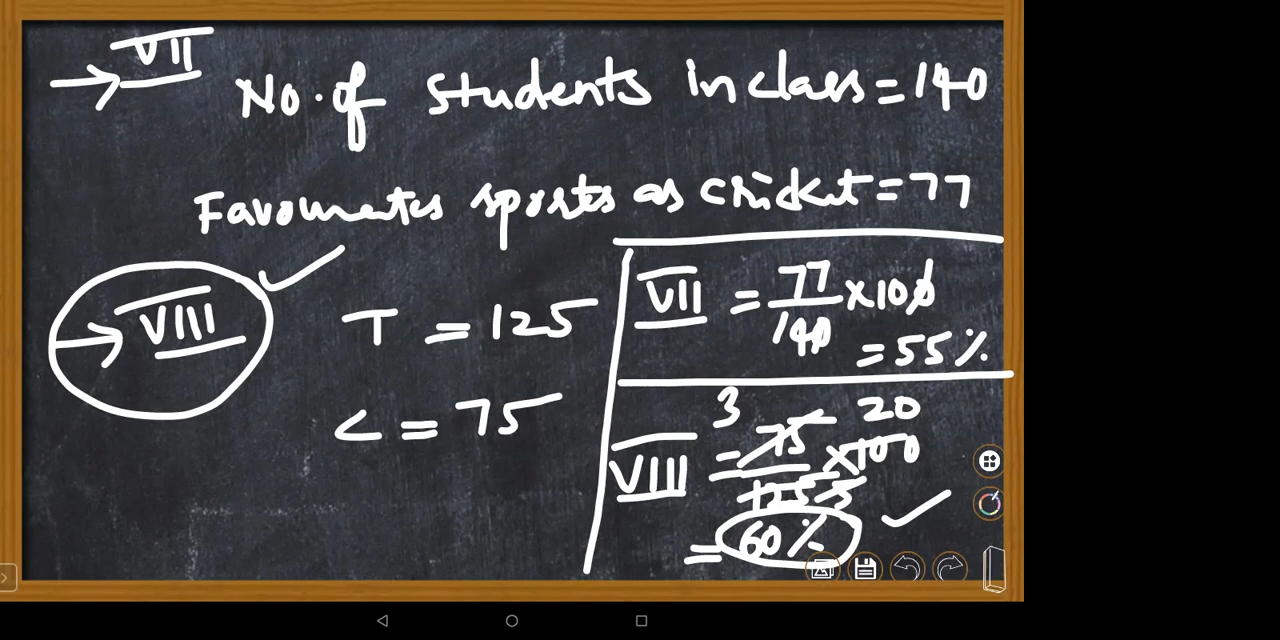 → VII
No. of students in class = 140
Favourates sports as cricket = 77
→ VIII
T = 125
C = 75
VII = 77/140 × 100
= 55%
3 20
VIII = 75/125 5 × 100
= 60%